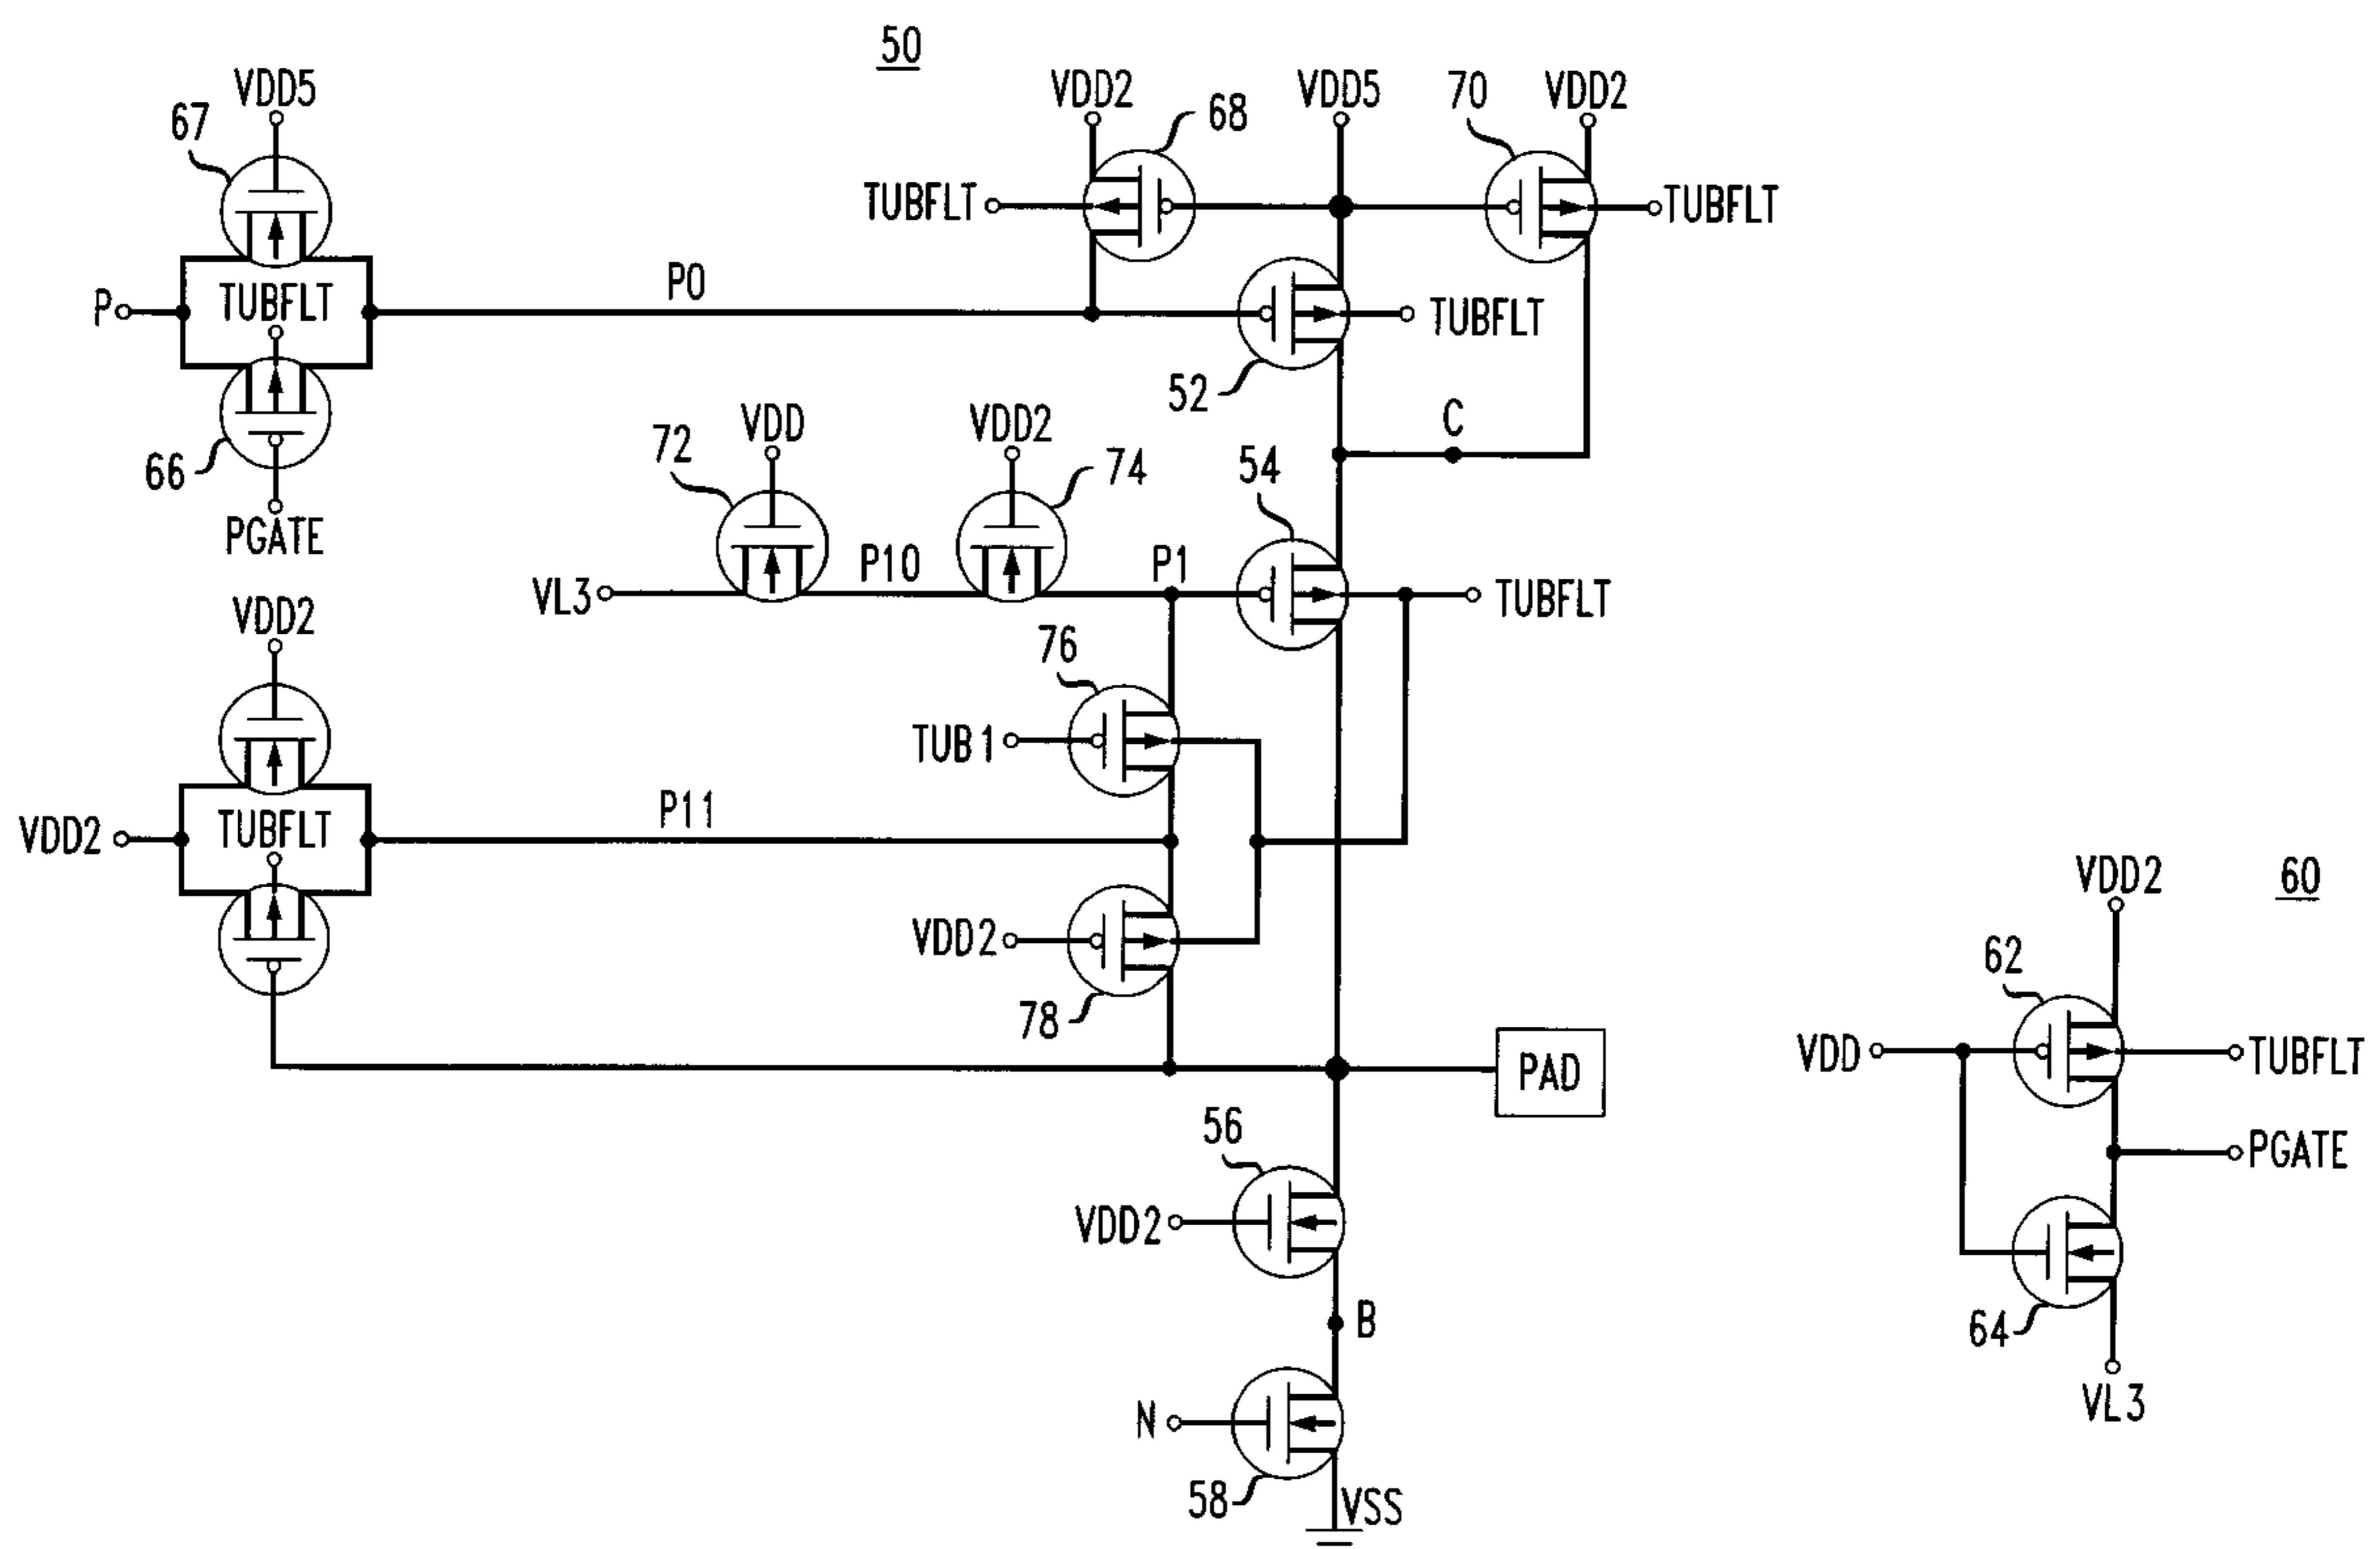 50
VDD5
67
VDD2
68
VDD5
70
VDD2
TUBFLT
TUBFLT
P
TUBFLT
P0
TUBFLT
52
66
PGATE
C
72
VDD
VDD2
74
54
VL3
P10
P1
TUBFLT
VDD2
76
TUB1
VDD2
TUBFLT
P11
VDD2
78
PAD
VDD2
60
62
VDD
TUBFLT
PGATE
64
VL3
56
VDD2
B
N
58
VSS